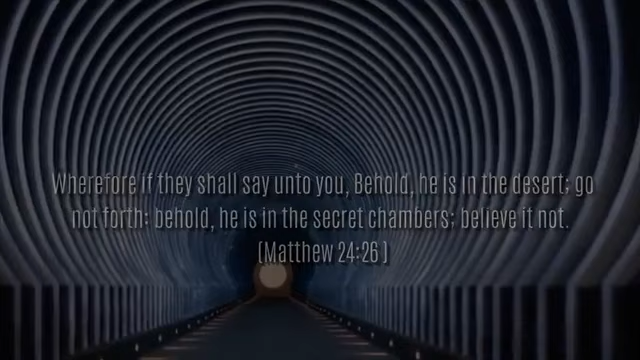 Wherefore if they shall say unto you, Behold, he is in the desert; go
not forth: behold, he is in the secret chambers; believe it not.
(Matthew 24:26 )